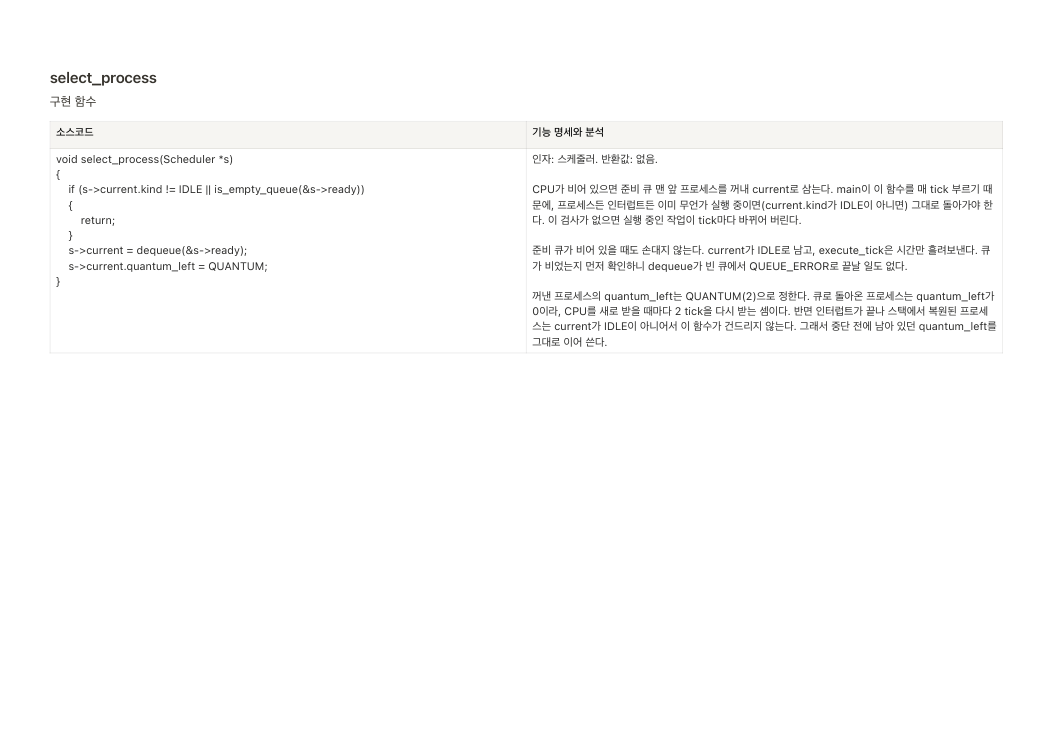 select_process
구현 함수
소스코드
기능 명세와 분석
void select_process(Scheduler *s)
{
    if (s->current.kind != IDLE || is_empty_queue(&s->ready))
    {
        return;
    }
    s->current = dequeue(&s->ready);
    s->current.quantum_left = QUANTUM;
}
인자: 스케줄러. 반환값: 없음.
CPU가 비어 있으면 준비 큐 맨 앞 프로세스를 꺼내 current로 삼는다. main이 이 함수를 매 tick 부르기 때
문에, 프로세스든 인터럽트든 이미 무언가 실행 중이면(current.kind가 IDLE이 아니면) 그대로 돌아가야 한
다. 이 검사가 없으면 실행 중인 작업이 tick마다 바뀌어 버린다.
준비 큐가 비어 있을 때도 손대지 않는다. current가 IDLE로 남고, execute_tick은 시간만 흘려보낸다. 큐
가 비었는지 먼저 확인하니 dequeue가 빈 큐에서 QUEUE_ERROR로 끝날 일도 없다.
꺼낸 프로세스의 quantum_left는 QUANTUM(2)으로 정한다. 큐로 돌아온 프로세스는 quantum_left가
0이라, CPU를 새로 받을 때마다 2 tick을 다시 받는 셈이다. 반면 인터럽트가 끝나 스택에서 복원된 프로세
스는 current가 IDLE이 아니어서 이 함수가 건드리지 않는다. 그래서 중단 전에 남아 있던 quantum_left를
그대로 이어 쓴다.